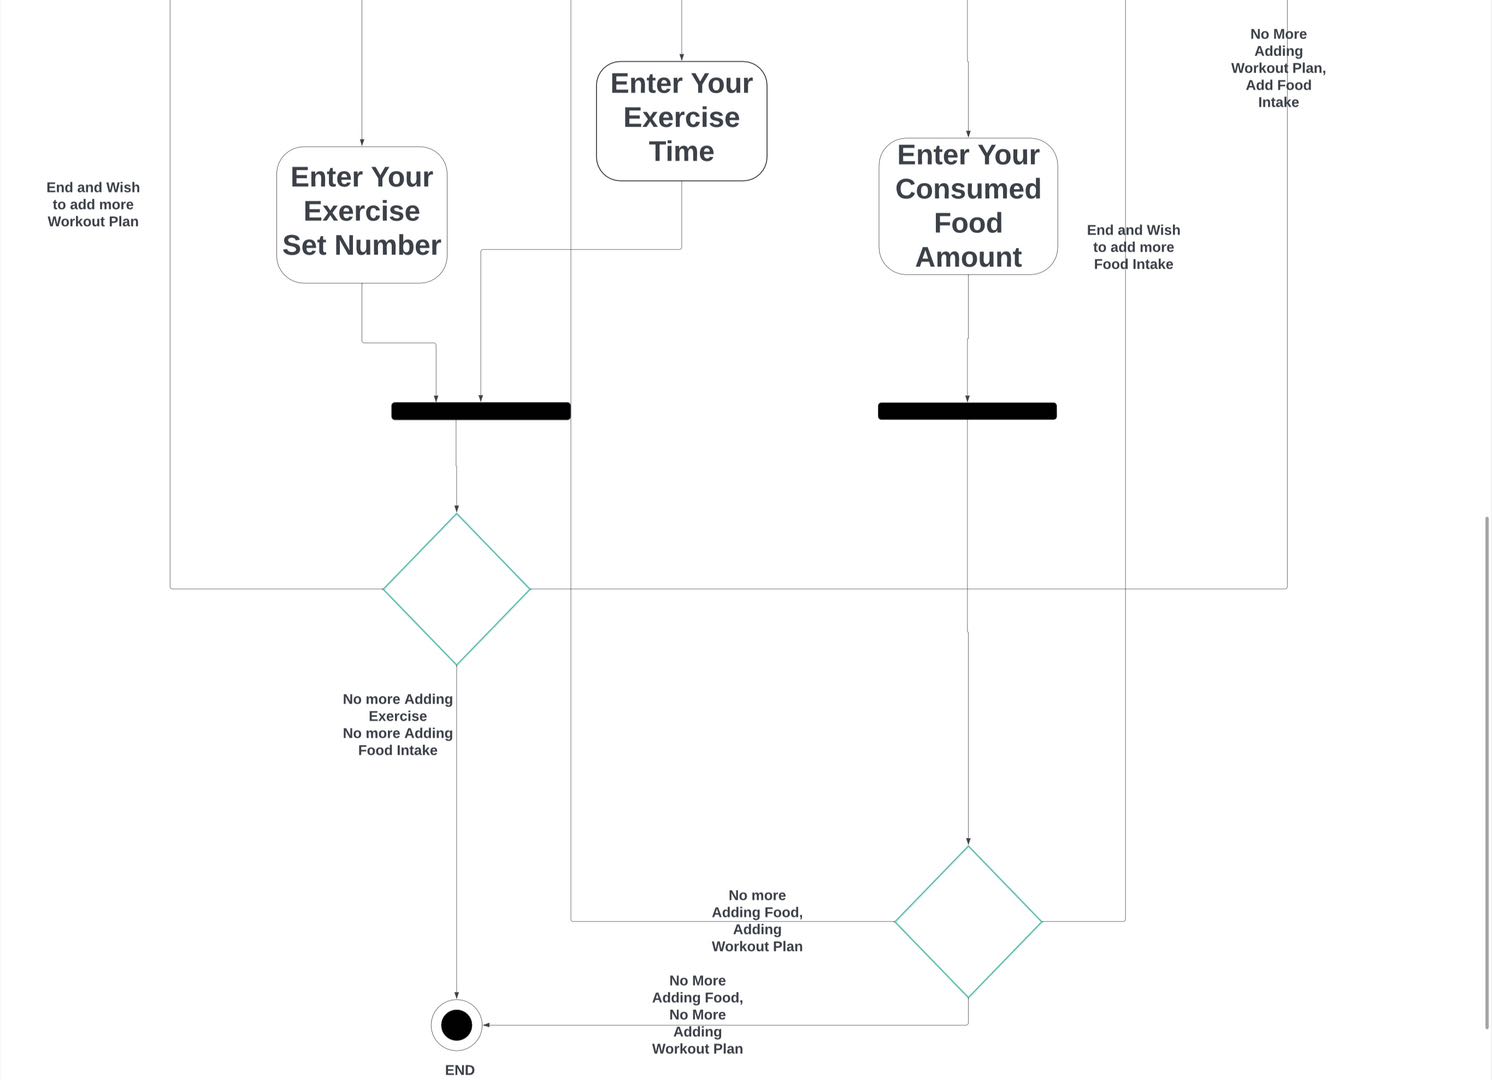 No More
Adding
Workout Plan,
Add Food
Intake
Enter Your
Exercise
Time
Enter Your
Consumed
Food
Amount
Enter Your
Exercise
Set Number
End and Wish
to add more
Workout Plan
End and Wish
to add more
Food Intake
No more Adding
Exercise
No more Adding
Food Intake
No more
Adding Food,
Adding
Workout Plan
No More
Adding Food,
No More
Adding
Workout Plan
END